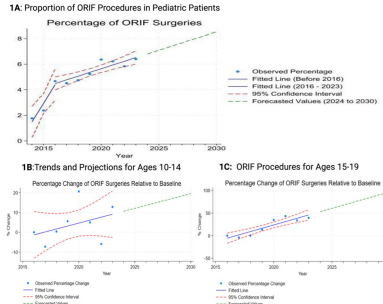 1A: Proportion of ORIF Procedures in Pediatric Patients
Percentage of ORIF Surgeries
8
6
4
2
0
2015
2020
2025
2030
Year
Observed Percentage
Fitted Line (Before 2016)
Fitted Line (2016 - 2023)
95% Confidence Interval
Forecasted Values (2024 to 2030)
1B:Trends and Projections for Ages 10-14
Percentage Change of ORIF Surgeries Relative to Baseline
% Change
20
10
0
-10
-20
2015
2020
2025
2030
Year
Observed Percentage Change
Fitted Line
95% Confidence Interval
Forecasted Values
1C: ORIF Procedures for Ages 15-19
Percentage Change of ORIF Surgeries Relative to Baseline
% Change
100
50
0
-50
2015
2020
2025
Year
Observed Percentage Change
Fitted Line
95% Confidence Interval
Forecasted Values